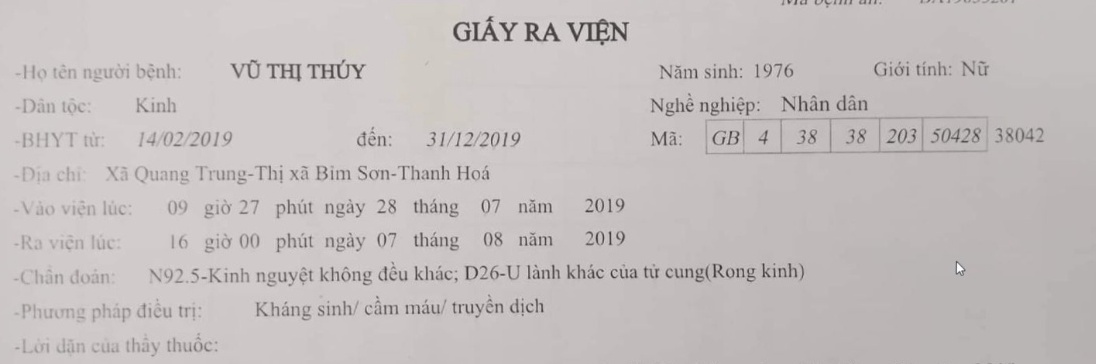 GIẤY RA VIỆN
-Họ tên người bệnh: VŨ THỊ THÚY Năm sinh: 1976 Giới tính: Nữ
-Dân tộc: Kinh Nghề nghiệp: Nhân dân
-BHYT từ: 14/02/2019 đến: 31/12/2019 Mã: GB 4 38 38 203 50428 38042
-Địa chỉ: Xã Quang Trung-Thị xã Bỉm Sơn-Thanh Hoá
-Vào viện lúc: 09 giờ 27 phút ngày 28 tháng 07 năm 2019
-Ra viện lúc: 16 giờ 00 phút ngày 07 tháng 08 năm 2019
-Chẩn đoán: N92.5-Kinh nguyệt không đều khác; D26-U lành khác của tử cung(Rong kinh)
-Phương pháp điều trị: Kháng sinh/ cầm máu/ truyền dịch
-Lời dặn của thầy thuốc: